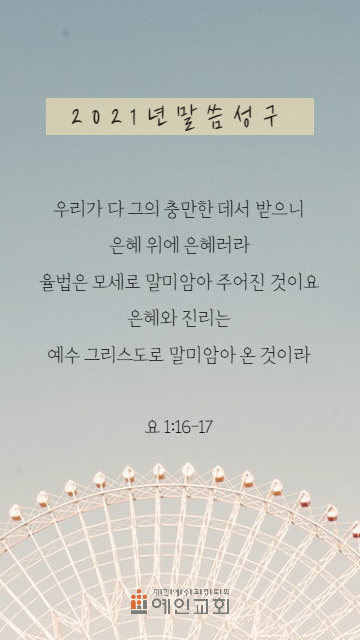 2021년말씀성구
우리가 다 그의 충만한 데서 받으니
은혜 위에 은혜러라
율법은 모세로 말미암아 주어진 것이요
은혜와 진리는
예수 그리스도로 말미암아 온 것이라
요 1:16-17
예인교회